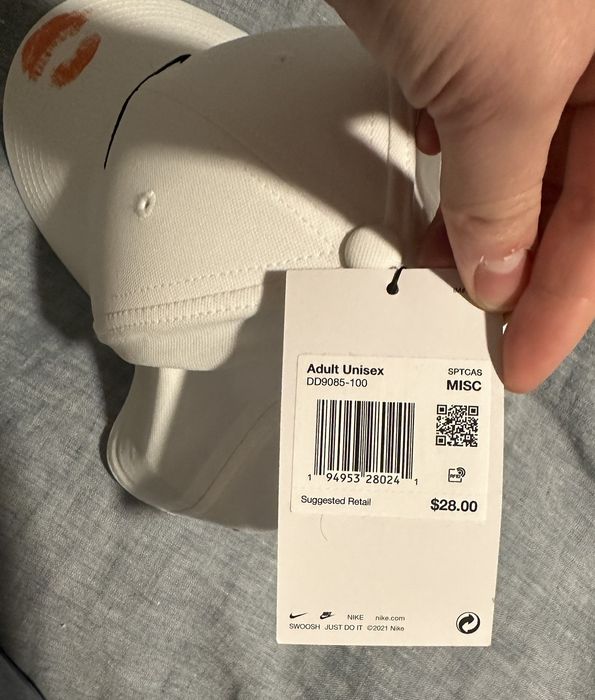 Adult Unisex
DD9085-100
SPTCAS
MISC
1 94953 28024 1
RFID
Suggested Retail
$28.00
NIKE nike.com
SWOOSH JUST DO IT ©2021 Nike